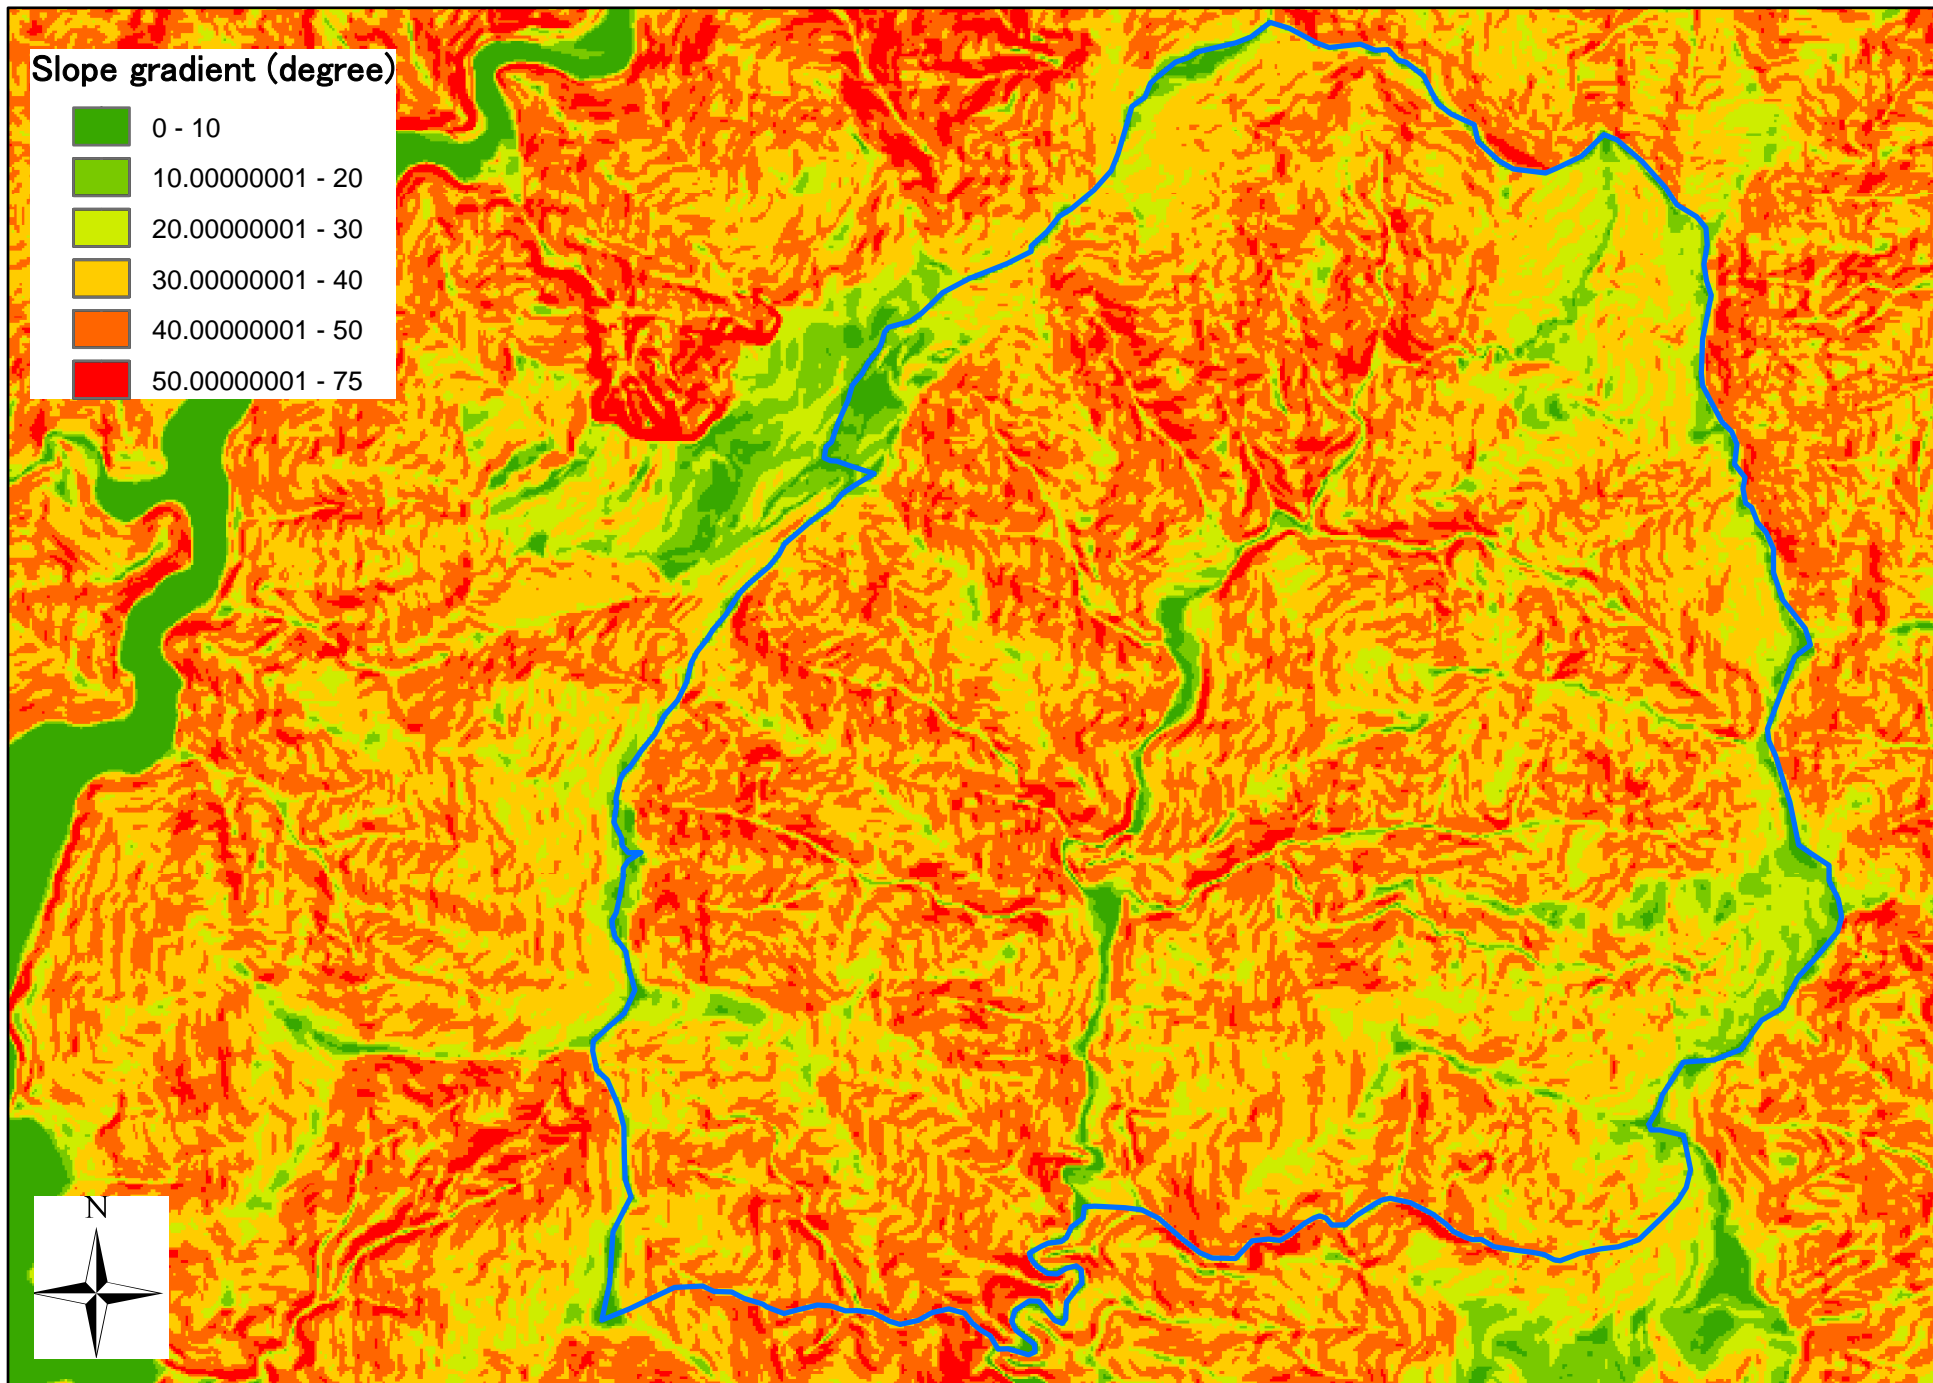 Slope gradient (degree)
0 - 10
10.00000001 - 20
20.00000001 - 30
30.00000001 - 40
40.00000001 - 50
50.00000001 - 75
N